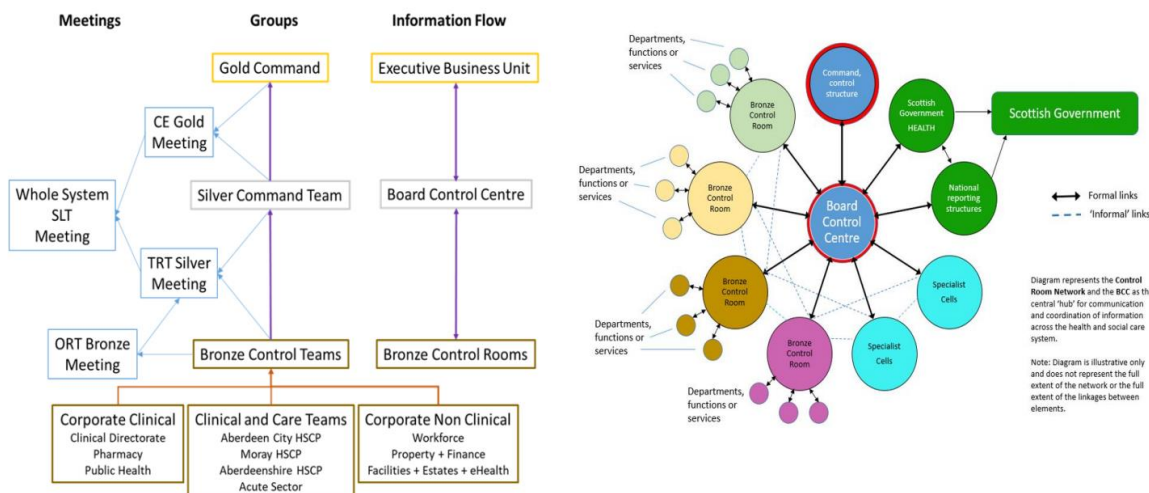 Meetings
Groups
Information Flow
Gold Command
Executive Business Unit
CE Gold
Meeting
Whole System
SLT
Meeting
Silver Command Team
Board Control Centre
TRT Silver
Meeting
ORT Bronze
Meeting
Bronze Control Teams
Bronze Control Rooms
Corporate Clinical
Clinical Directorate
Pharmacy
Public Health
Clinical and Care Teams
Aberdeen City HSCP
Moray HSCP
Aberdeenshire HSCP
Acute Sector
Corporate Non Clinical
Workforce
Property + Finance
Facilities + Estates + eHealth
Departments,
functions or
services
Bronze
Control
Room
Command,
control
structure
Scottish
Government
HEALTH
Scottish Government
Departments,
functions or
services
Bronze
Control
Room
Board
Control
Centre
National
reporting
structures
Formal links
'Informal' links
Departments,
functions or
services
Bronze
Control
Room
Specialist
Cells
Bronze
Control
Room
Specialist
Cells
Departments,
functions or
services
Diagram represents the Control
Room Network and the BCC as th
central 'hub' for communication
and coordination of information
across the health and social care
system.
Note: Diagram is illustrative only
and does not represent the full
extent of the network or the full
extent of the linkages between
elements.